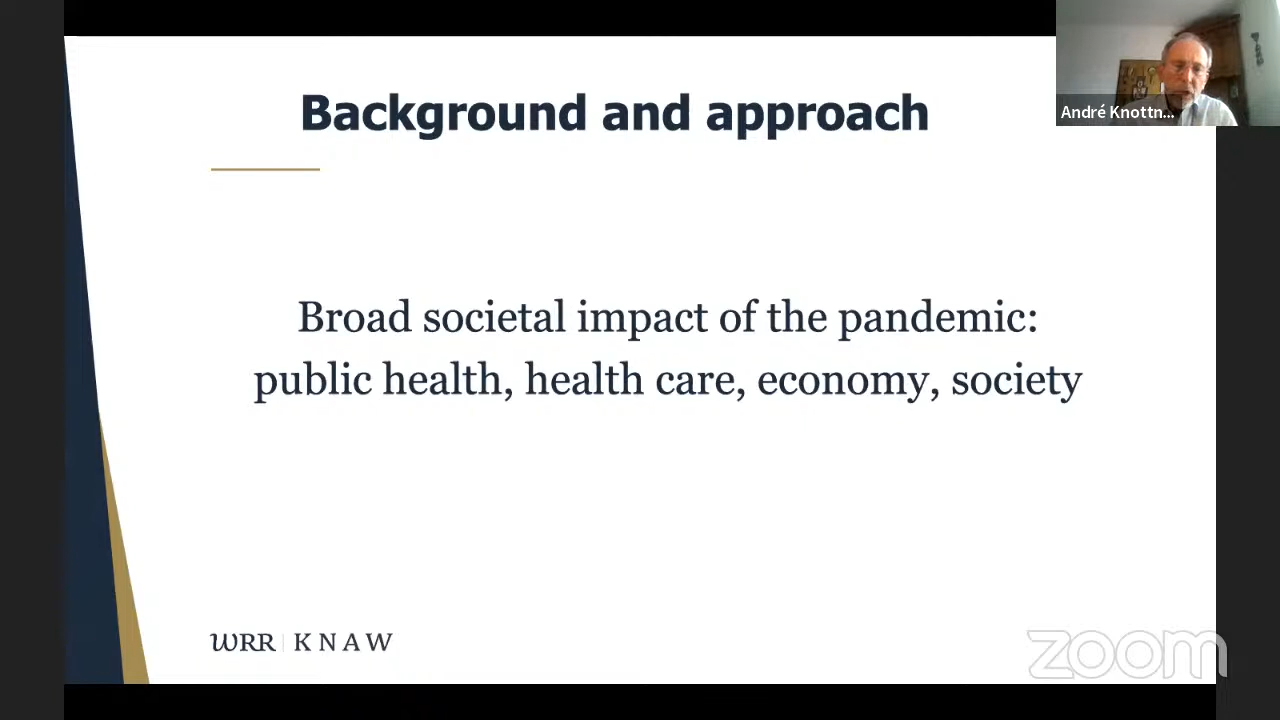 Background and approach
André Knottn...
Broad societal impact of the pandemic:
public health, health care, economy, society
WRR | KNAW
zoom